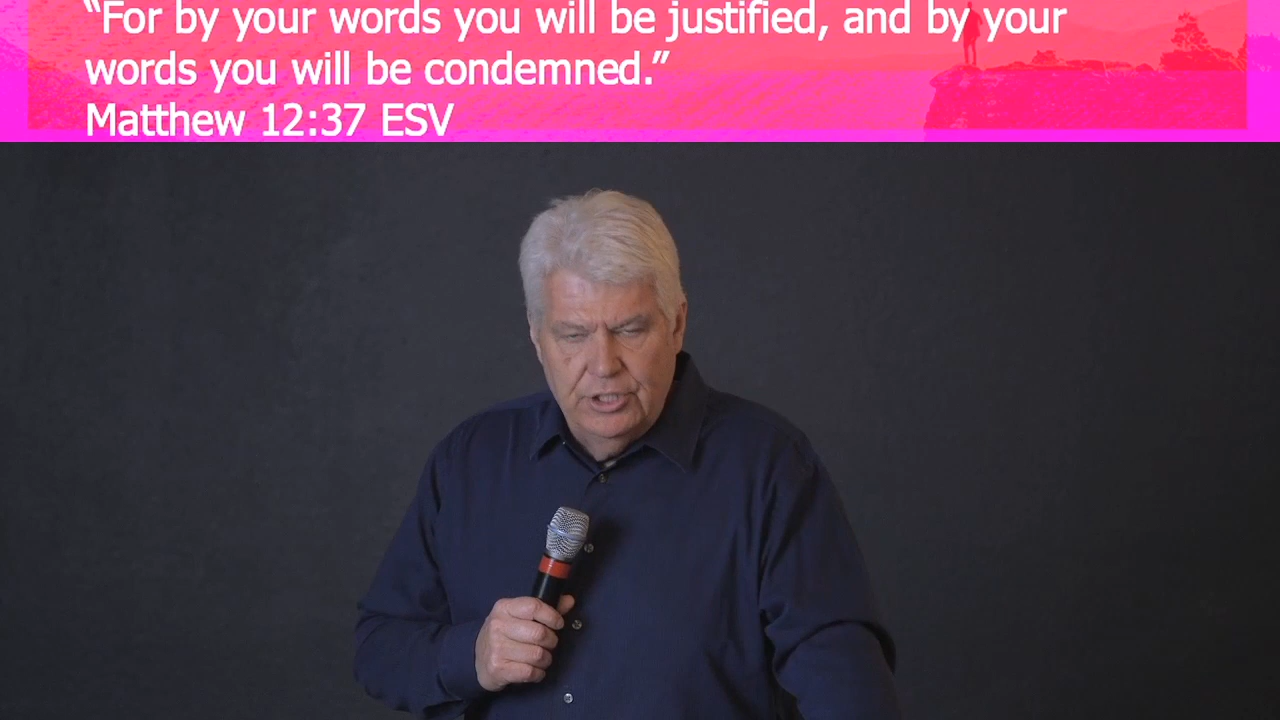 “For by your words you will be justified, and by your
words you will be condemned.”
Matthew 12:37 ESV